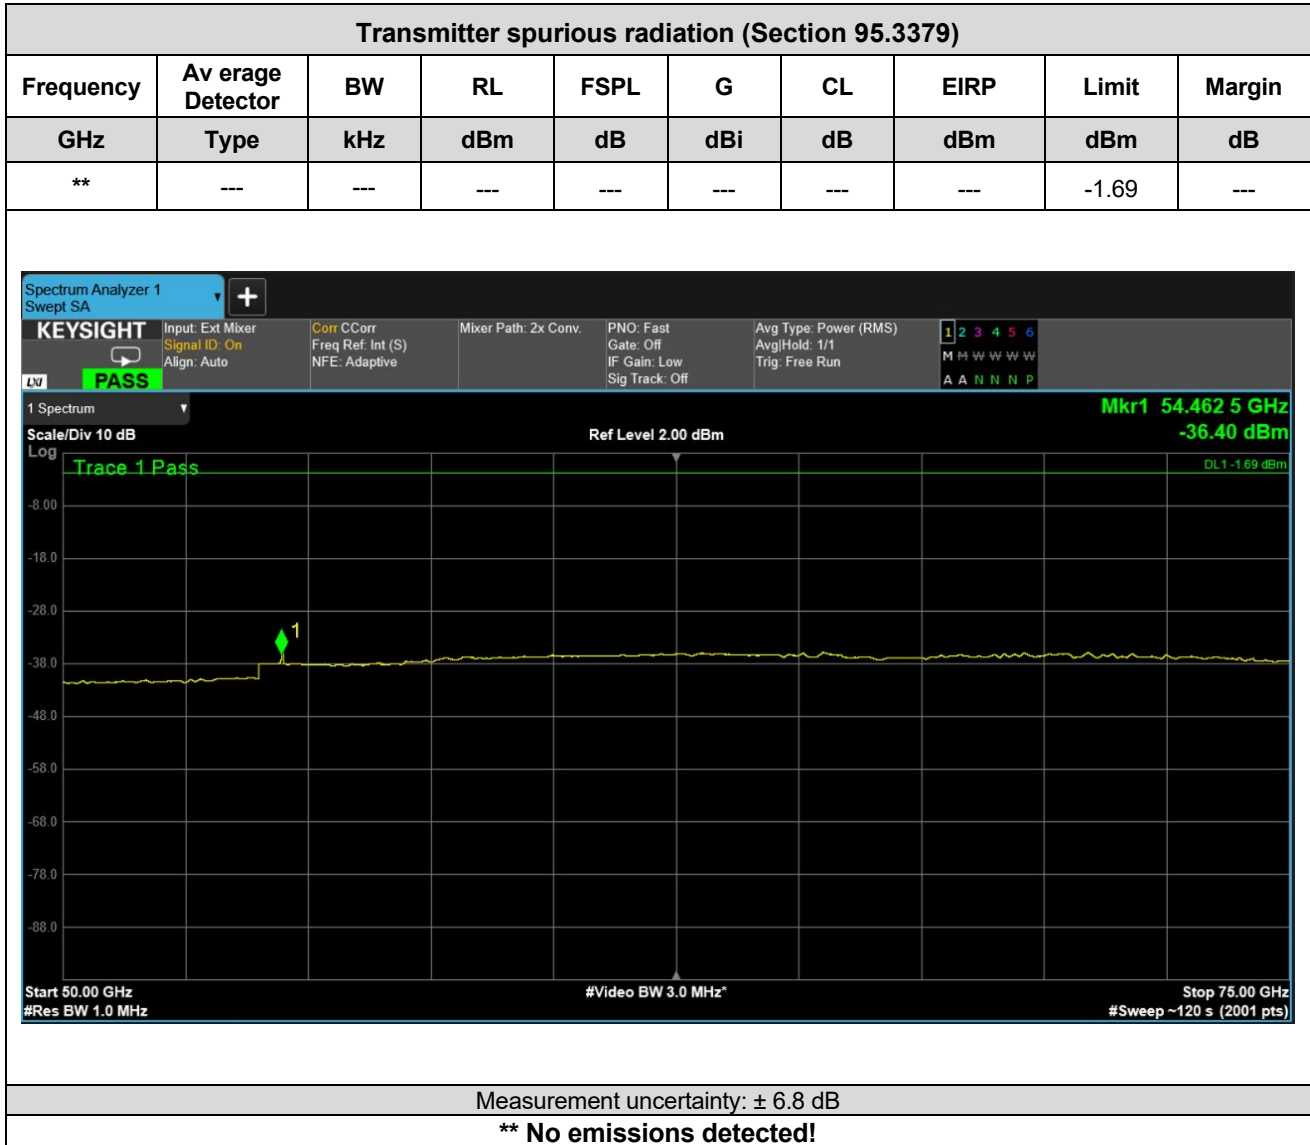 Transmitter spurious radiation (Section 95.3379)
Frequency Av erage Detector BW RL FSPL G CL EIRP Limit Margin
GHz Type kHz dBm dB dBi dB dBm dBm dB
** --- --- --- --- --- --- --- -1.69 ---
Spectrum Analyzer 1
Swept SA
+
KEYSIGHT Input: Ext Mixer Corr CCorr Mixer Path: 2x Conv. PNO: Fast Avg Type: Power (RMS) 1 2 3 4 5 6
Signal ID: On Freq Ref: Int (S) Gate: Off Avg|Hold: 1/1 M M W W W W
Align: Auto NFE: Adaptive IF Gain: Low Trig: Free Run
LXI PASS Sig Track: Off A A N N N P
1 Spectrum Mkr1 54.462 5 GHz
Scale/Div 10 dB Ref Level 2.00 dBm -36.40 dBm
Log Trace 1 Pass DL1 -1.69 dBm
-8.00
-18.0
-28.0
1
-38.0
-48.0
-58.0
-68.0
-78.0
-88.0
Start 50.00 GHz #Video BW 3.0 MHz* Stop 75.00 GHz
#Res BW 1.0 MHz #Sweep ~120 s (2001 pts)
Measurement uncertainty: ± 6.8 dB
** No emissions detected!